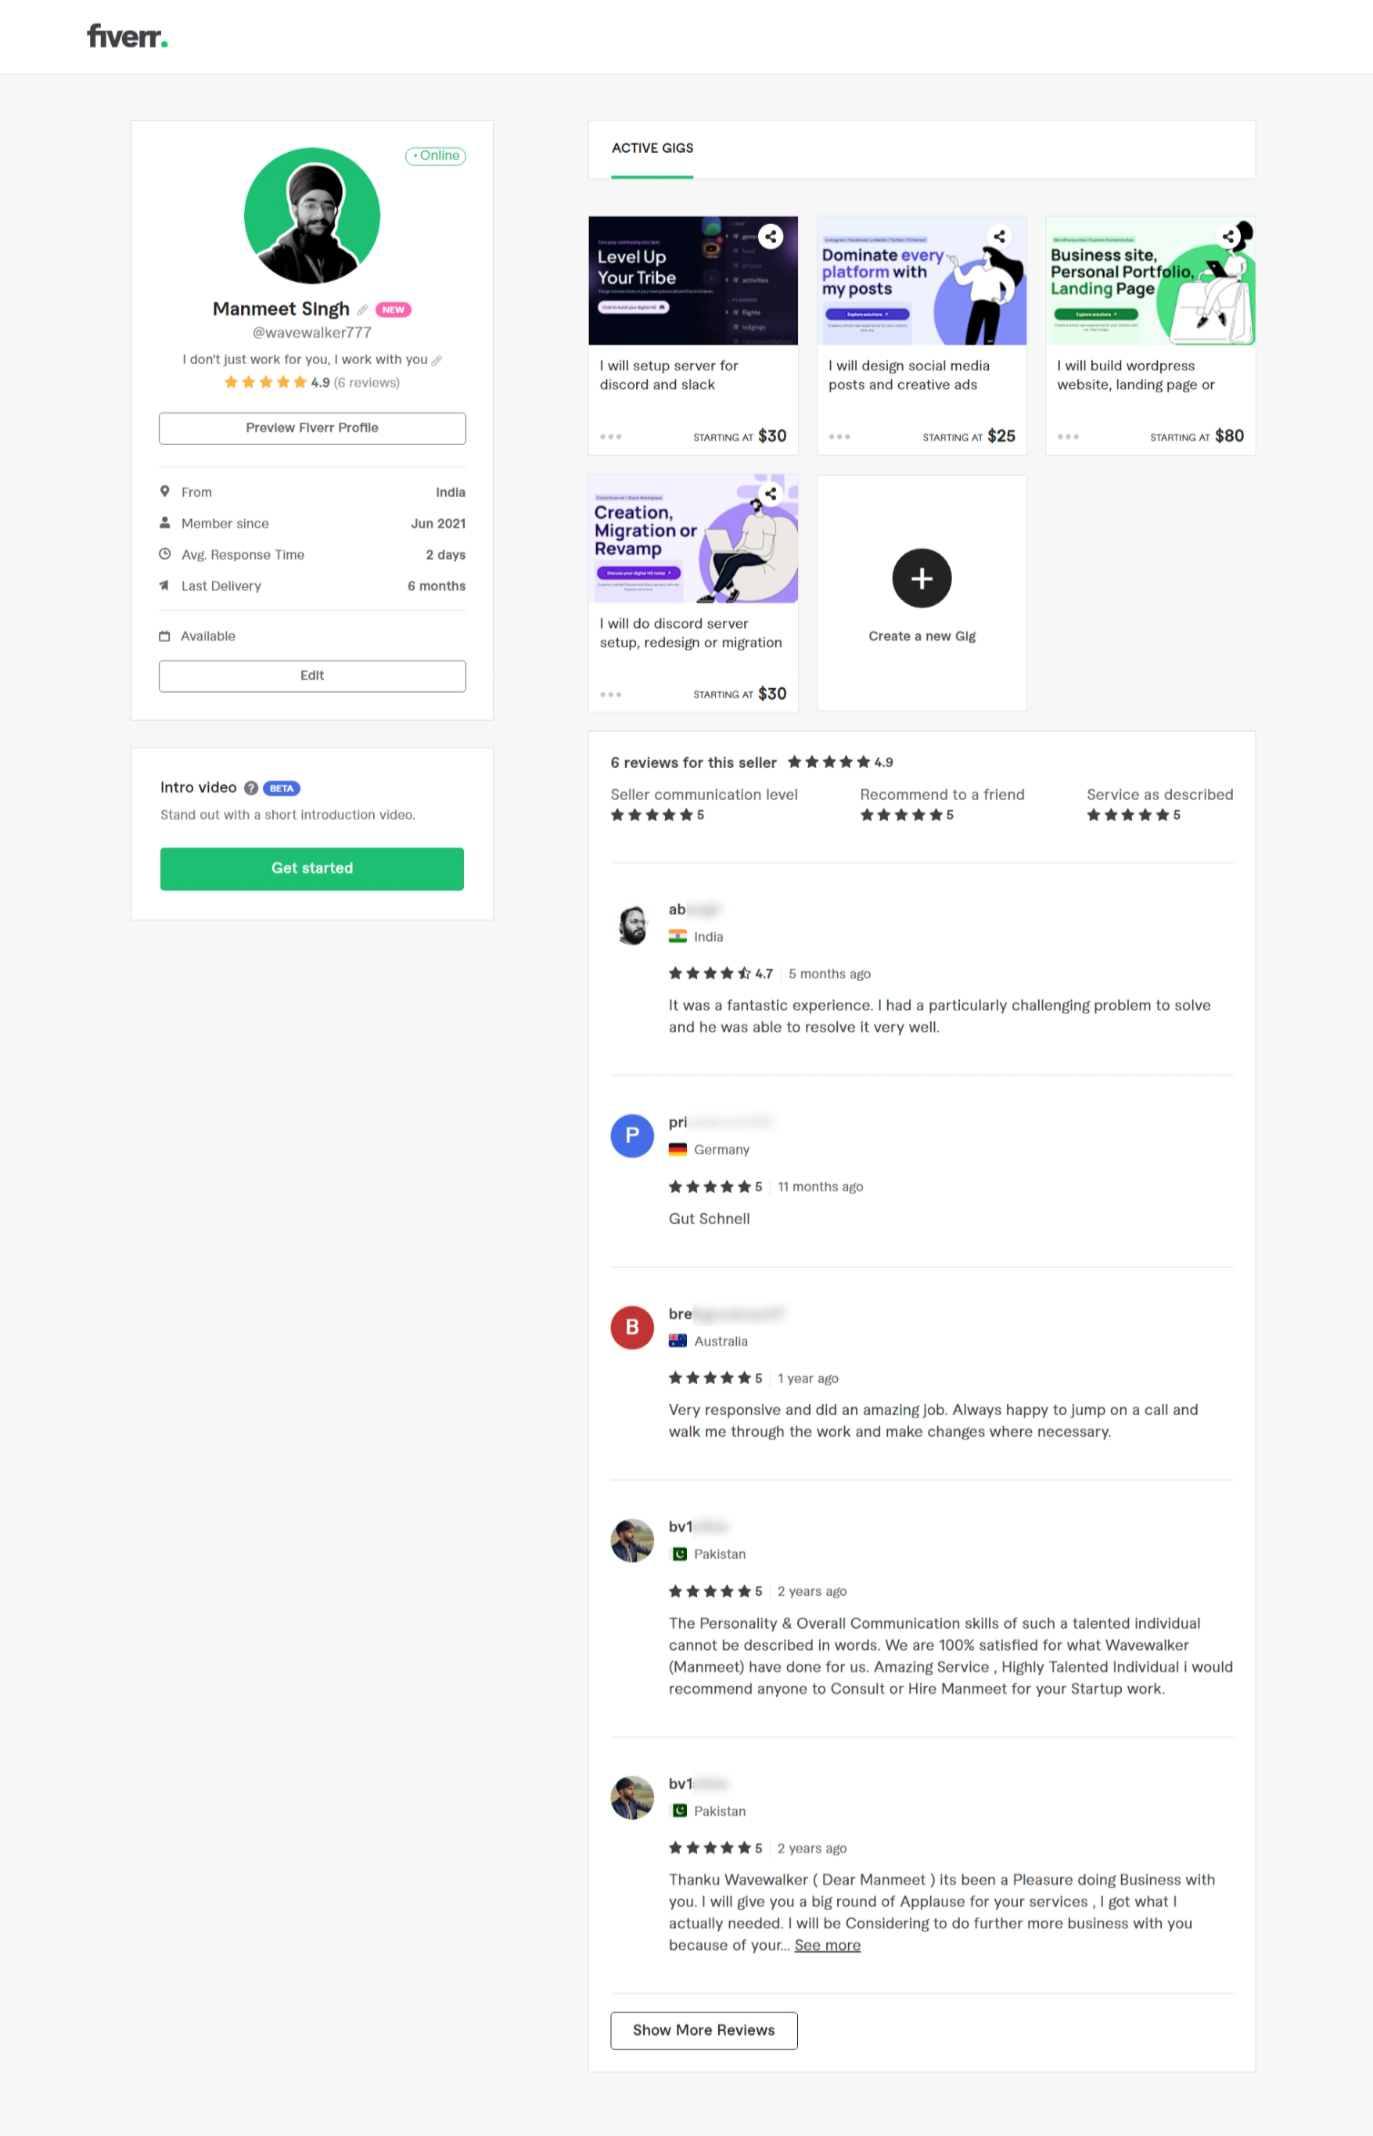 fiverr.
Online
Manmeet Singh NEW
@wavewalker777
I don't just work for you, I work with you
4.9 (6 reviews)
Preview Fiverr Profile
From India
Member since Jun 2021
Avg. Response Time 2 days
Last Delivery 6 months
Available
Edit
Intro video ? BETA
Stand out with a short introduction video.
Get started
ACTIVE GIGS
Level Up
Your Tribe
activities
flights
lodgings
I will setup server for
discord and slack
STARTING AT $30
Dominate every
platform with
my posts
Explore solutions
I will design social media
posts and creative ads
STARTING AT $25
Business site,
Personal Portfolio,
Landing Page
Explore solutions
I will build wordpress
website, landing page or
STARTING AT $80
Creation,
Migration or
Revamp
Discuss your digital HQ today
I will do discord server
setup, redesign or migration
STARTING AT $30
Create a new Gig
6 reviews for this seller 4.9
Seller communication level
5
Recommend to a friend
5
Service as described
5
ab
India
4.7 5 months ago
It was a fantastic experience. I had a particularly challenging problem to solve
and he was able to resolve it very well.
P
pri
Germany
5 11 months ago
Gut Schnell
B
bre
Australia
5 1 year ago
Very responsive and did an amazing job. Always happy to jump on a call and
walk me through the work and make changes where necessary.
bv1
Pakistan
5 2 years ago
The Personality & Overall Communication skills of such a talented individual
cannot be described in words. We are 100% satisfied for what Wavewalker
(Manmeet) have done for us. Amazing Service , Highly Talented Individual i would
recommend anyone to Consult or Hire Manmeet for your Startup work.
bv1
Pakistan
5 2 years ago
Thanku Wavewalker ( Dear Manmeet ) its been a Pleasure doing Business with
you. I will give you a big round of Applause for your services , I got what I
actually needed. I will be Considering to do further more business with you
because of your... See more
Show More Reviews